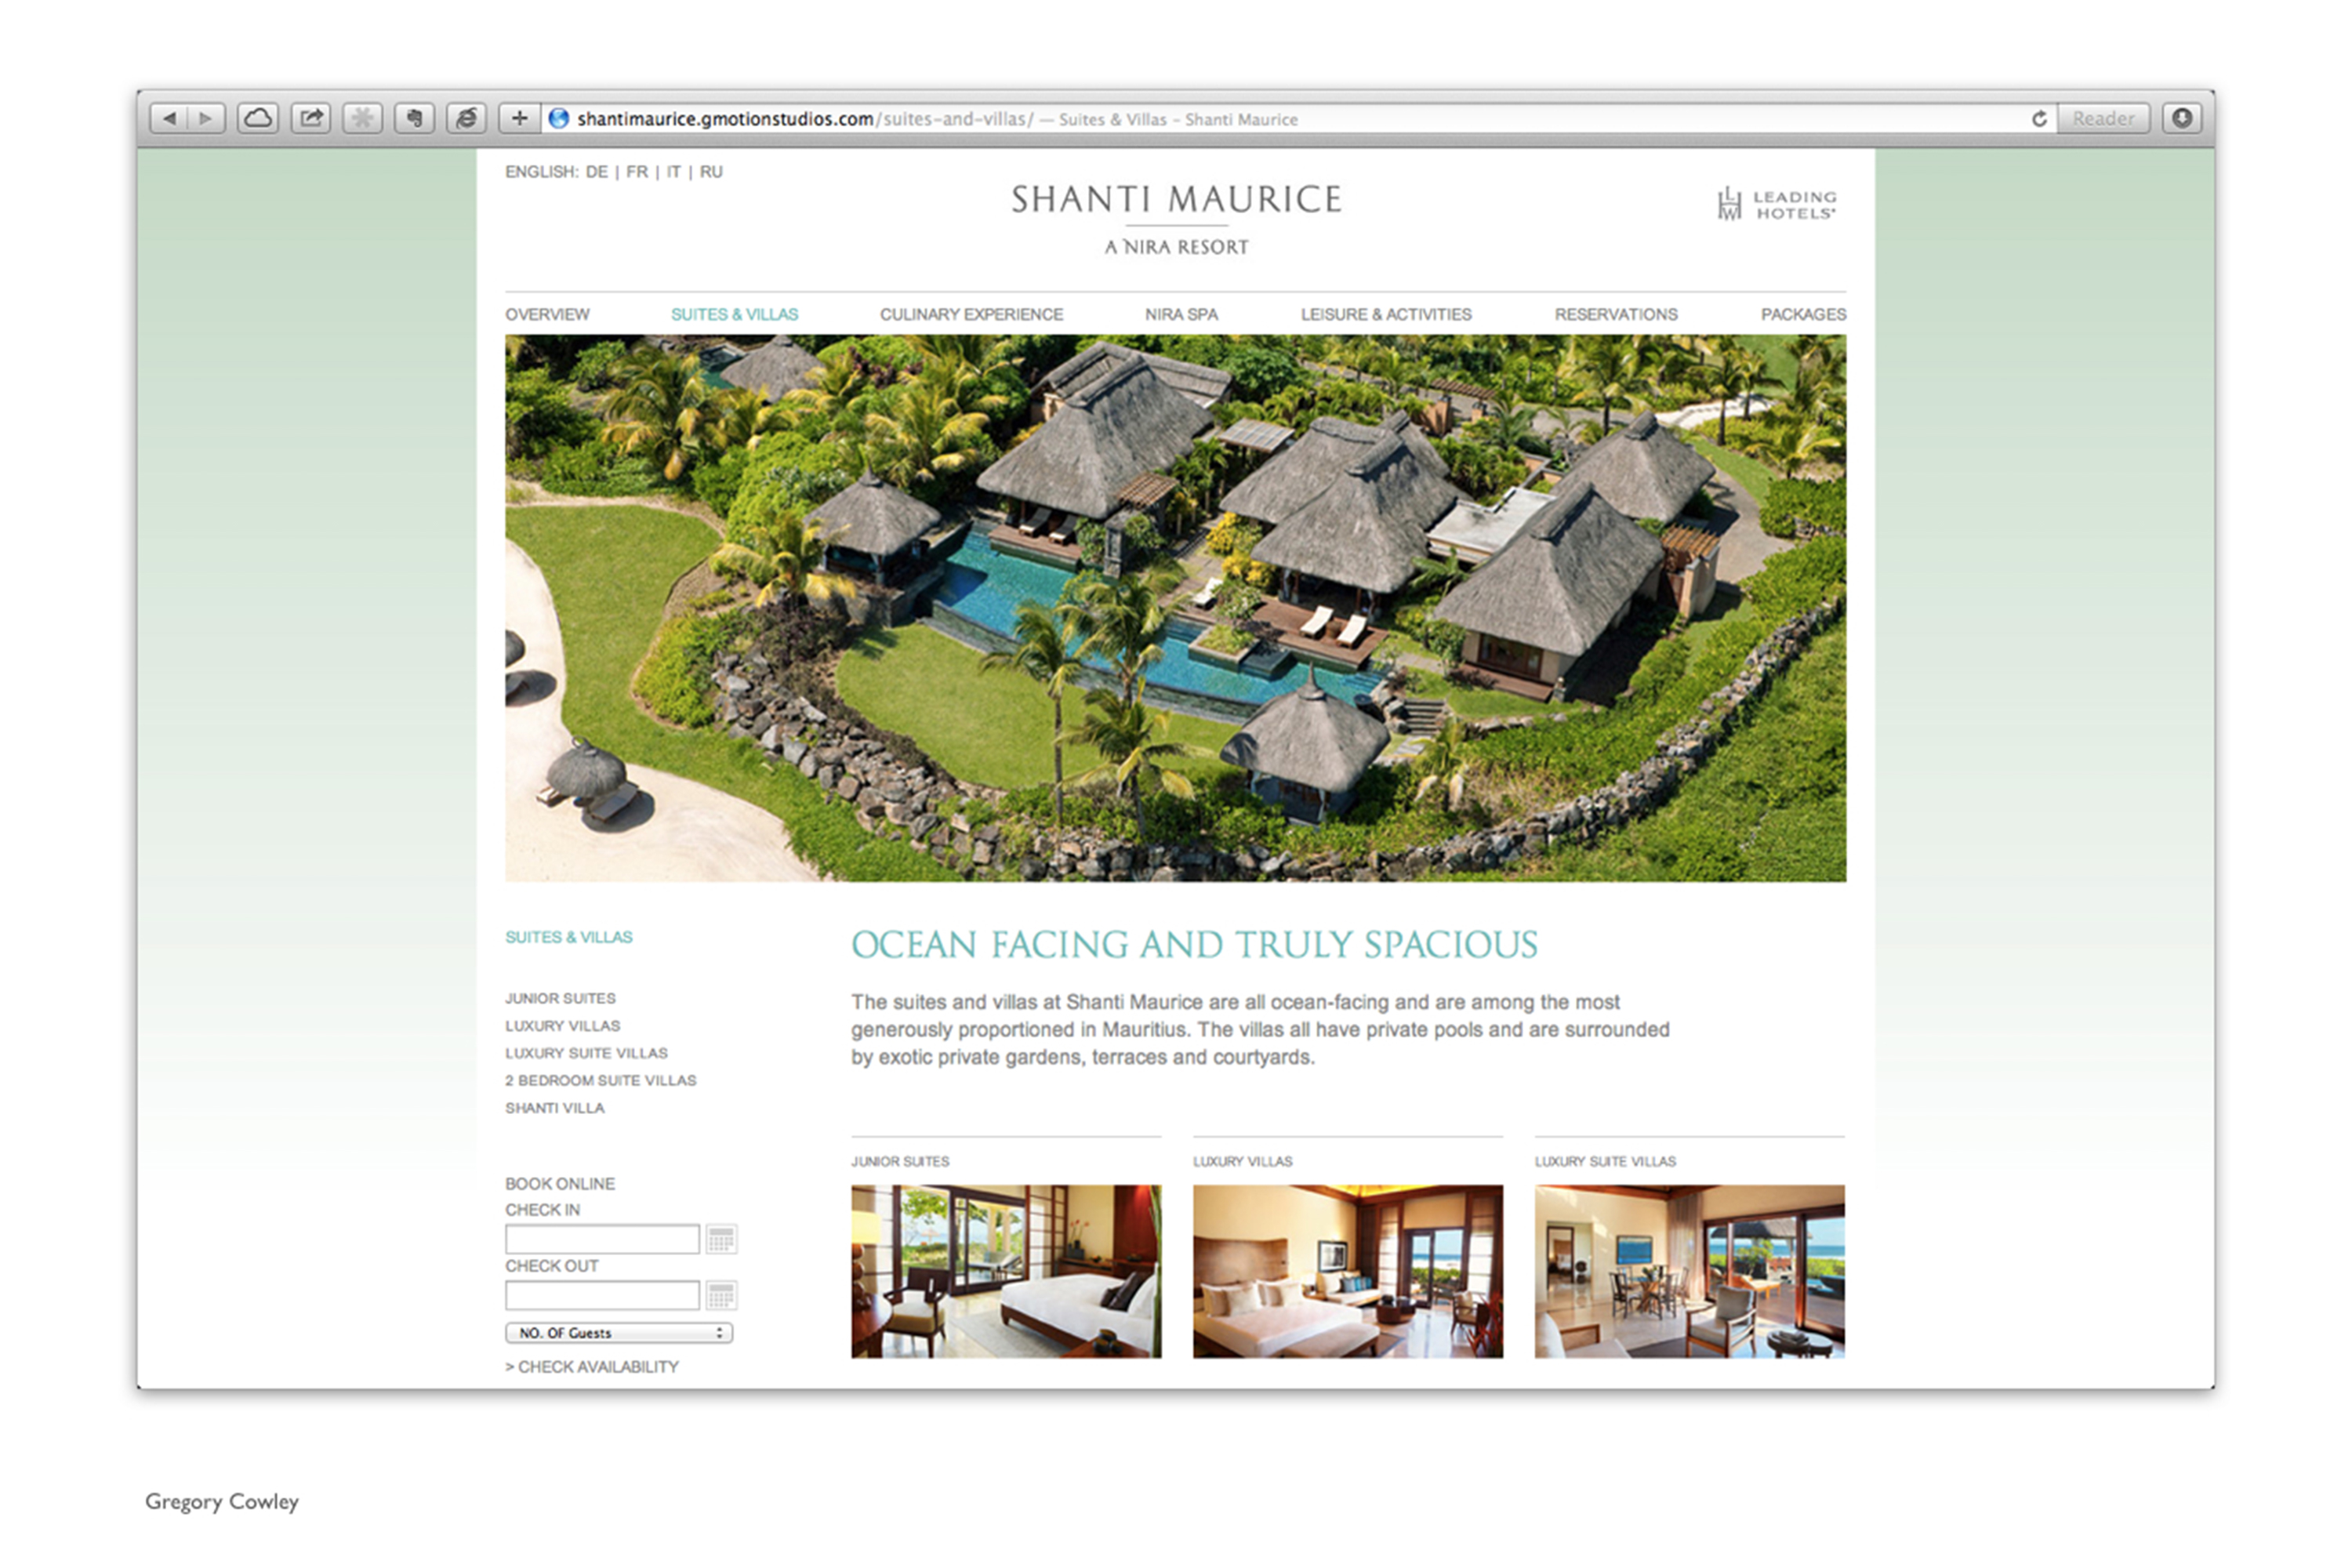 shantimaurice.gmotionstudios.com/suites-and-villas/ — Suites & Villas - Shanti Maurice
Reader
ENGLISH: DE | FR | IT | RU
SHANTI MAURICE
A NIRA RESORT
LHW
LEADING
HOTELS
OVERVIEW
SUITES & VILLAS
CULINARY EXPERIENCE
NIRA SPA
LEISURE & ACTIVITIES
RESERVATIONS
PACKAGES
SUITES & VILLAS
JUNIOR SUITES
LUXURY VILLAS
LUXURY SUITE VILLAS
2 BEDROOM SUITE VILLAS
SHANTI VILLA
BOOK ONLINE
CHECK IN
CHECK OUT
NO. OF Guests
> CHECK AVAILABILITY
OCEAN FACING AND TRULY SPACIOUS
The suites and villas at Shanti Maurice are all ocean-facing and are among the most
generously proportioned in Mauritius. The villas all have private pools and are surrounded
by exotic private gardens, terraces and courtyards.
JUNIOR SUITES
LUXURY VILLAS
LUXURY SUITE VILLAS
Gregory Cowley